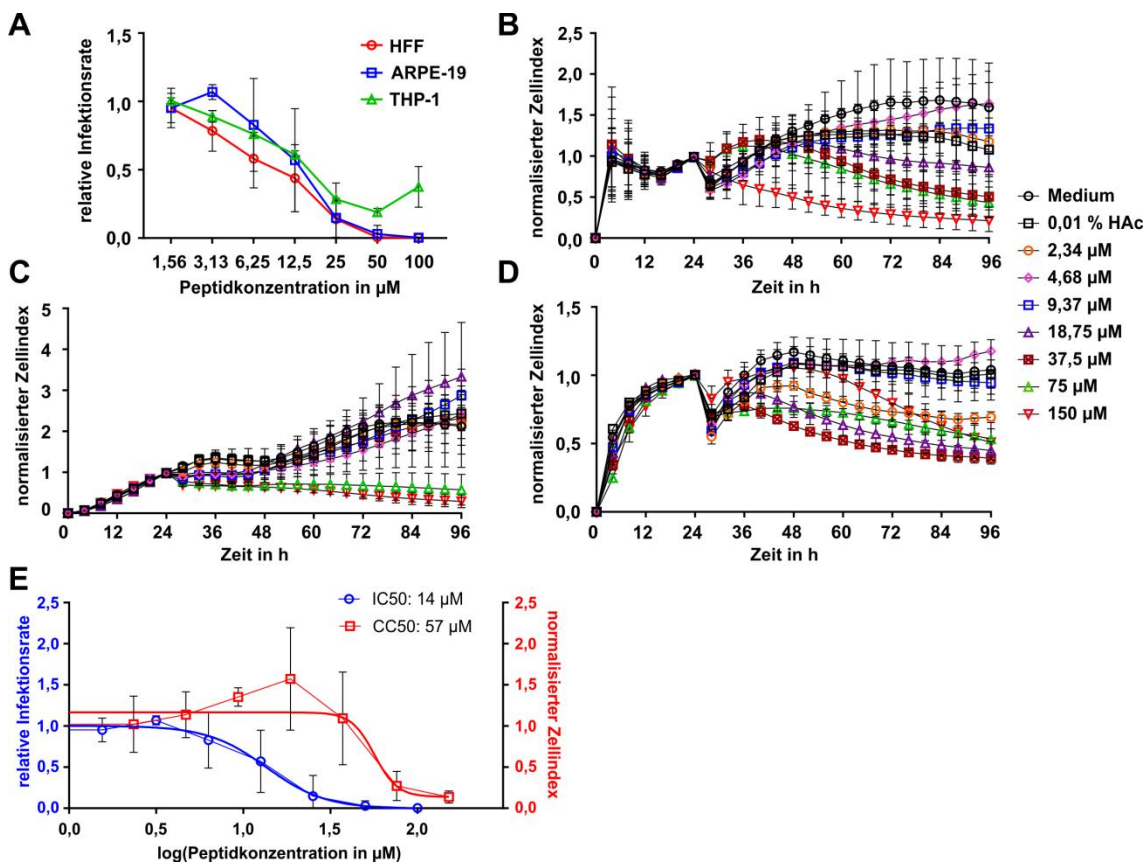 A
relative Infektionsrate
1,5
1,0
0,5
0,0
HFF
ARPE-19
THP-1
1,56 3,13 6,25 12,5 25 50 100
Peptidkonzentration in µM
B
normalisierter Zellindex
2,5
2,0
1,5
1,0
0,5
0,0
0 12 24 36 48 60 72 84 96
Zeit in h
Medium
0,01 % HAc
2,34 µM
4,68 µM
9,37 µM
18,75 µM
37,5 µM
75 µM
150 µM
C
normalisierter Zellindex
5
4
3
2
1
0
0 12 24 36 48 60 72 84 96
Zeit in h
D
normalisierter Zellindex
1,5
1,0
0,5
0,0
0 12 24 36 48 60 72 84 96
Zeit in h
E
relative Infektionsrate
2,5
2,0
1,5
1,0
0,5
0,0
IC50: 14 µM
CC50: 57 µM
2,5
2,0
1,5
1,0
0,5
0,0
normalisierter Zellindex
0,0 0,5 1,0 1,5 2,0
log(Peptidkonzentration in µM)